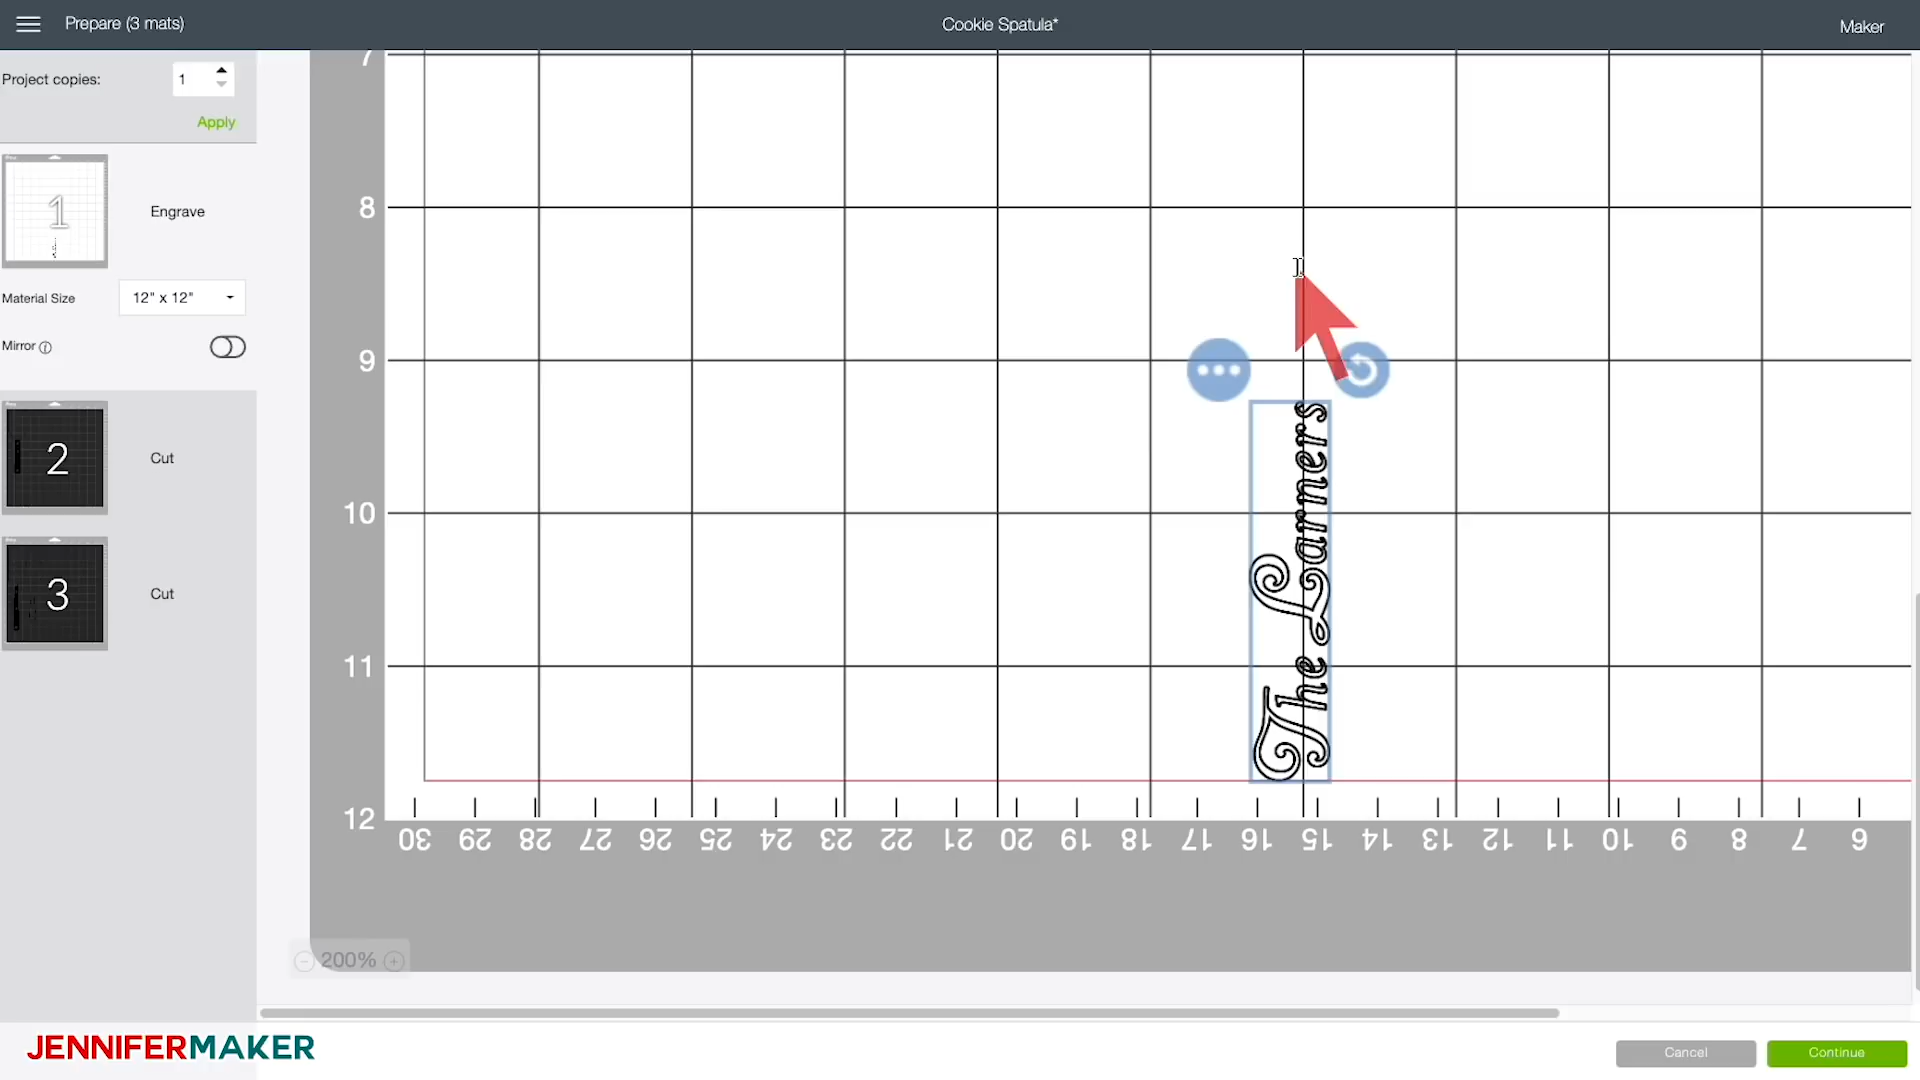 Prepare (3 mats)
Cookie Spatula*
Maker
Project copies:
1
Apply
1
Engrave
Material Size
12" x 12"
Mirror
2
Cut
3
Cut
7
8
9
10
11
12
The Larners
30 29 28 27 26 25 24 23 22 21 20 19 18 17 16 15 14 13 12 11 10 9 8 7 6
200%
JENNIFERMAKER
Cancel
Continue